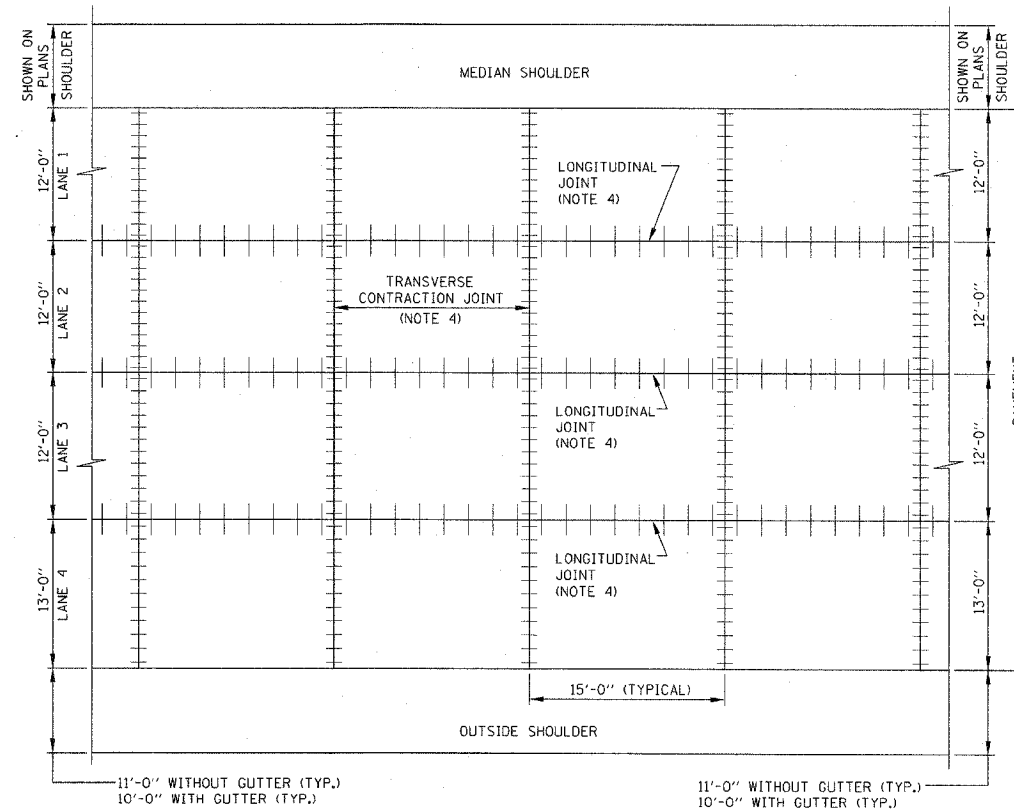 SHOWN ON
PLANS
SHOULDER
MEDIAN SHOULDER
SHOWN ON
PLANS
SHOULDER
12'-0"
LANE 1
LONGITUDINAL
JOINT
(NOTE 4)
12'-0"
12'-0"
LANE 2
TRANSVERSE
CONTRACTION JOINT
(NOTE 4)
12'-0"
12'-0"
LANE 3
LONGITUDINAL
JOINT
(NOTE 4)
12'-0"
13'-0"
LANE 4
LONGITUDINAL
JOINT
(NOTE 4)
13'-0"
15'-0" (TYPICAL)
OUTSIDE SHOULDER
11'-0" WITHOUT GUTTER (TYP.)
10'-0" WITH GUTTER (TYP.)
11'-0" WITHOUT GUTTER (TYP.)
10'-0" WITH GUTTER (TYP.)